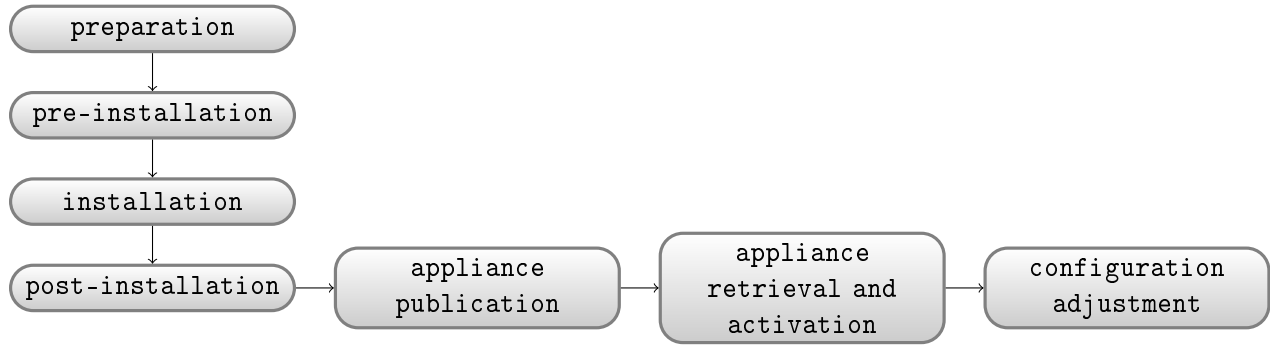 preparation
pre-installation
installation
post-installation
appliance
publication
appliance
retrieval and
activation
configuration
adjustment